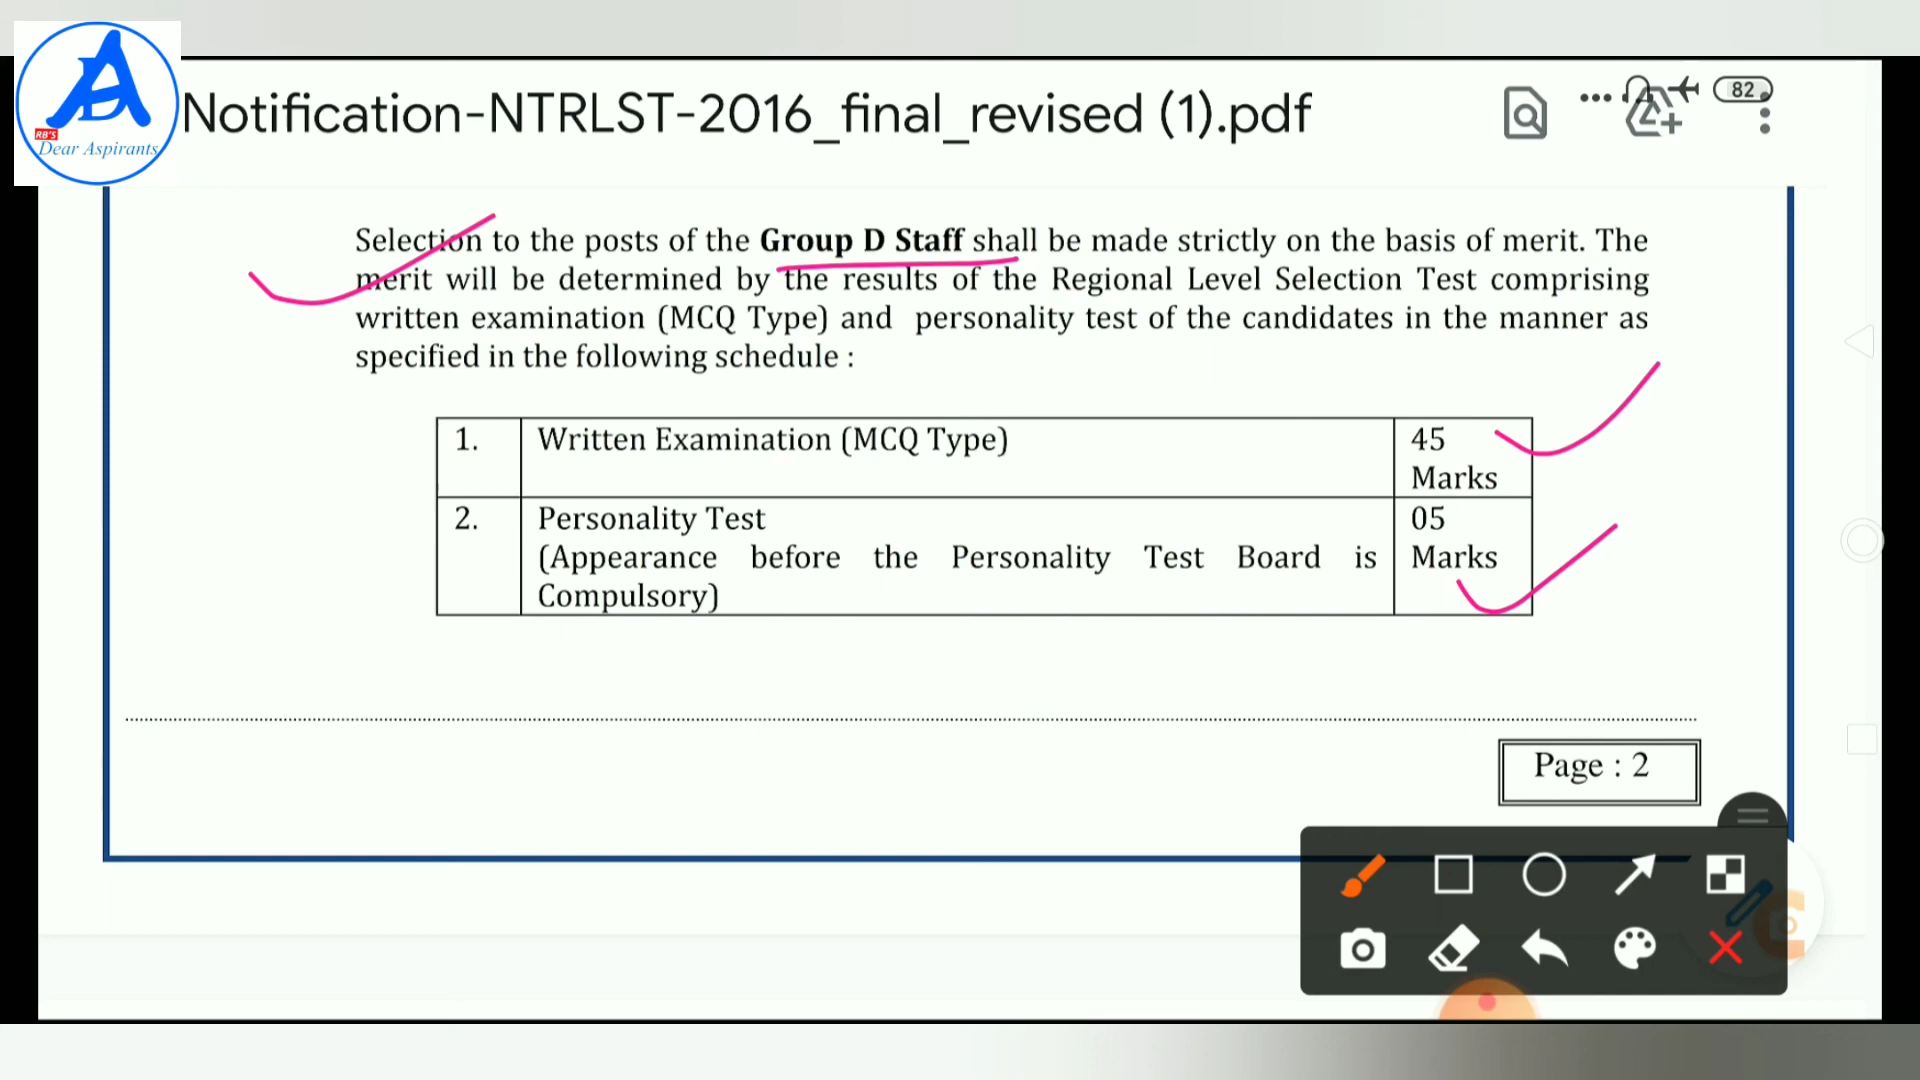 RB'S
Dear Aspirants
Notification-NTRLST-2016_final_revised (1).pdf
82
Selection to the posts of the Group D Staff shall be made strictly on the basis of merit. The
merit will be determined by the results of the Regional Level Selection Test comprising
written examination (MCQ Type) and personality test of the candidates in the manner as
specified in the following schedule :
1. Written Examination (MCQ Type) 45
Marks
2. Personality Test 05
(Appearance before the Personality Test Board is Marks
Compulsory)
Page : 2